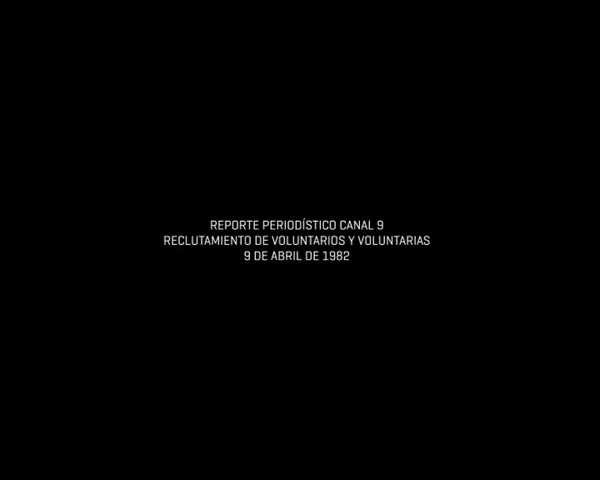 REPORTE PERIODÍSTICO CANAL 9
RECLUTAMIENTO DE VOLUNTARIOS Y VOLUNTARIAS
9 DE ABRIL DE 1982